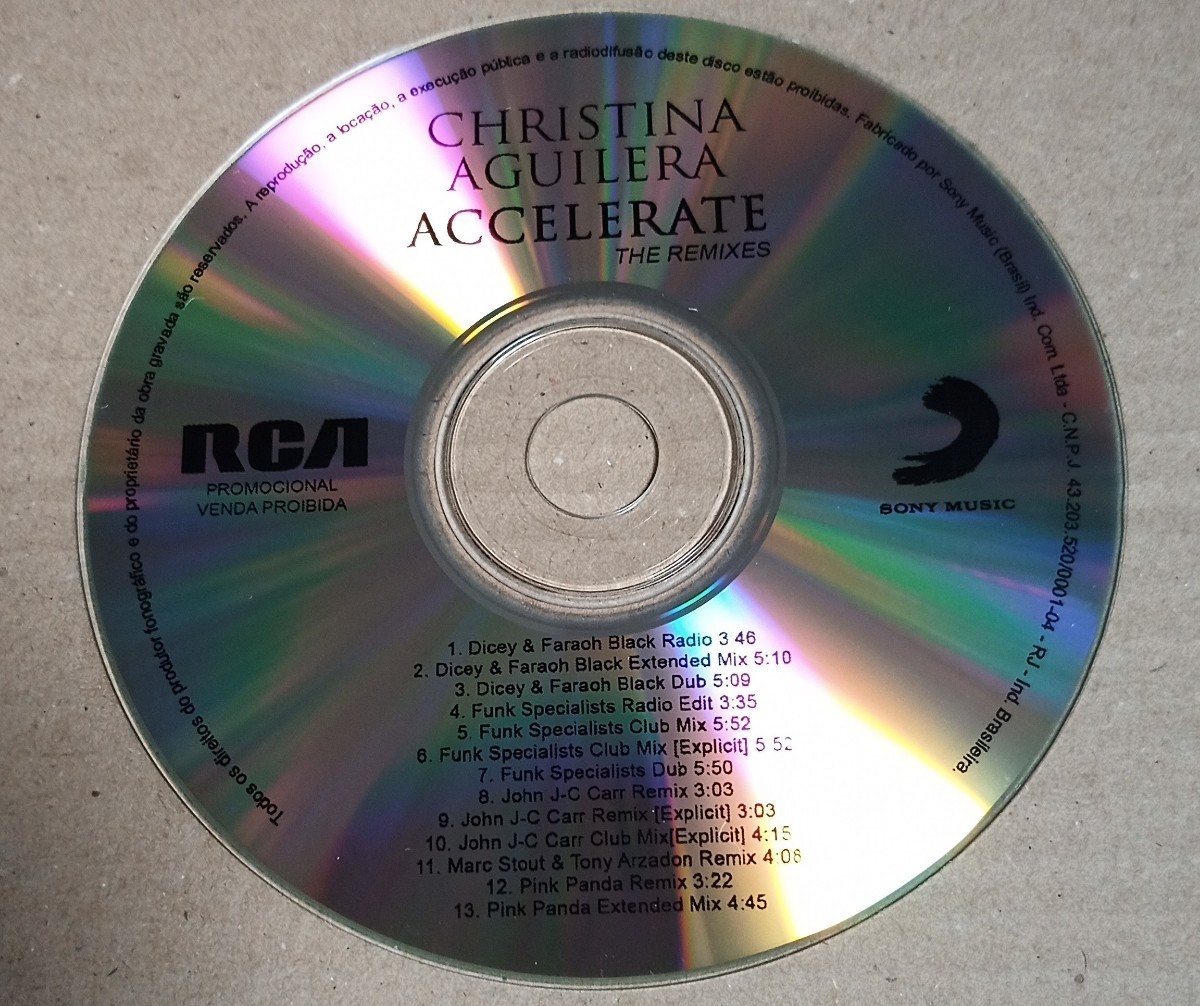 Todos os direitos do produtor fonográfico e do proprietário da obra gravada são reservados. A reprodução, a locação, a execução pública e a radiodifusão deste disco estão proibidas. Fabricado por Sony Music (Brasil) Ind. Com. Ltda - C.N.P.J. 43.203.520/0001-04 - RJ - Ind. Brasileira.
CHRISTINA
AGUILERA
ACCELERATE
THE REMIXES
RCA
PROMOCIONAL
VENDA PROIBIDA
SONY MUSIC
1. Dicey & Faraoh Black Radio 3 46
2. Dicey & Faraoh Black Extended Mix 5:10
3. Dicey & Faraoh Black Dub 5:09
4. Funk Specialists Radio Edit 3:35
5. Funk Specialists Club Mix 5:52
6. Funk Specialists Club Mix [Explicit] 5 52
7. Funk Specialists Dub 5:50
8. John J-C Carr Remix 3:03
9. John J-C Carr Remix [Explicit] 3:03
10. John J-C Carr Club Mix[Explicit] 4:15
11. Marc Stout & Tony Arzadon Remix 4:08
12. Pink Panda Remix 3:22
13. Pink Panda Extended Mix 4:45